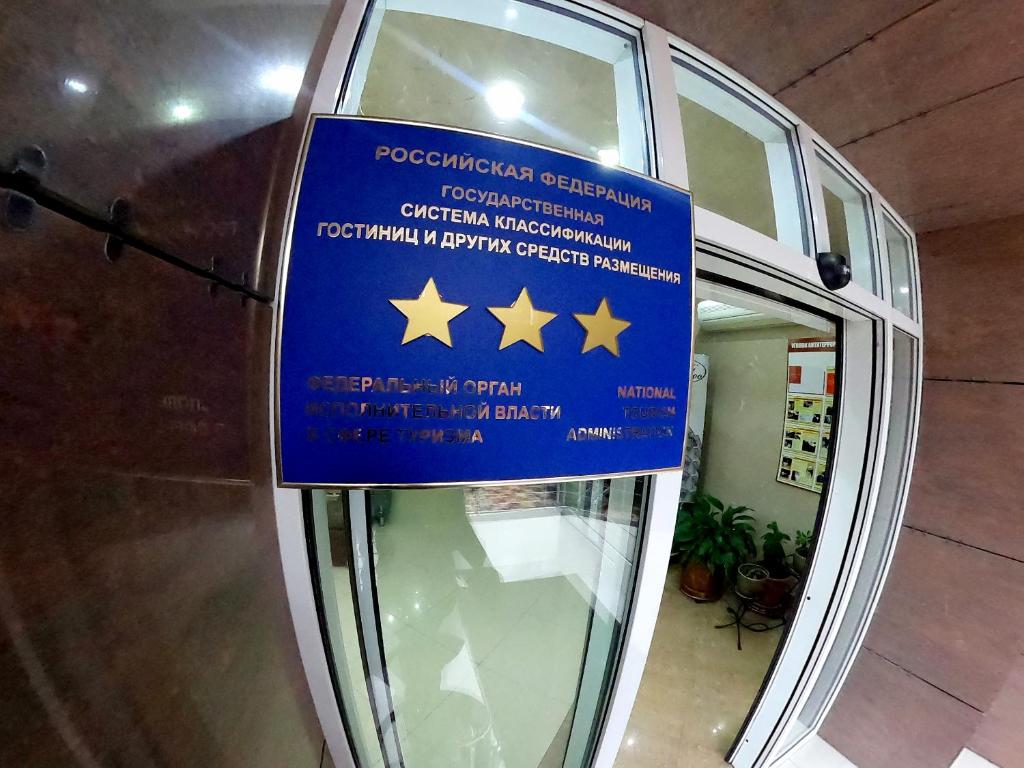 РОССИЙСКАЯ ФЕДЕРАЦИЯ
ГОСУДАРСТВЕННАЯ
СИСТЕМА КЛАССИФИКАЦИИ
ГОСТИНИЦ И ДРУГИХ СРЕДСТВ РАЗМЕЩЕНИЯ
ФЕДЕРАЛЬНЫЙ ОРГАН
ИСПОЛНИТЕЛЬНОЙ ВЛАСТИ
В СФЕРЕ ТУРИЗМА
NATIONAL
TOURISM
ADMINISTRATION